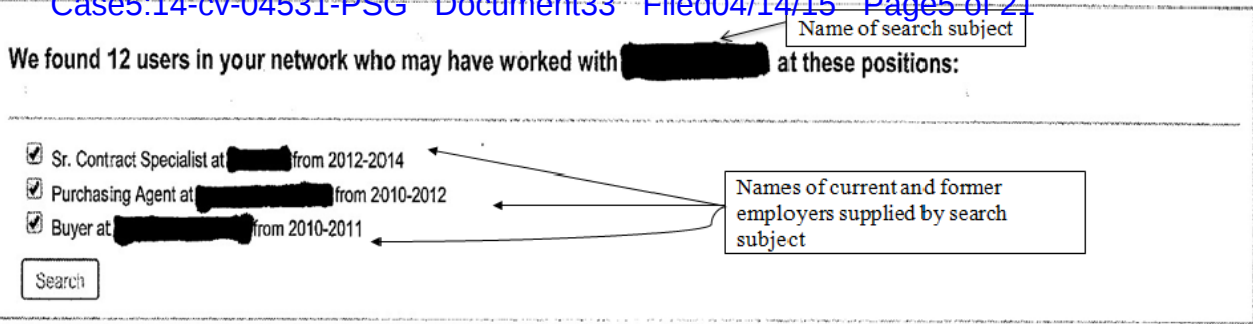 Case5:14-cv-04531-PSG Document33 Filed04/14/15 Page5 of 21
Name of search subject
We found 12 users in your network who may have worked with at these positions:
Sr. Contract Specialist at from 2012-2014
Purchasing Agent at from 2010-2012
Buyer at from 2010-2011
Names of current and former
employers supplied by search
subject
Search